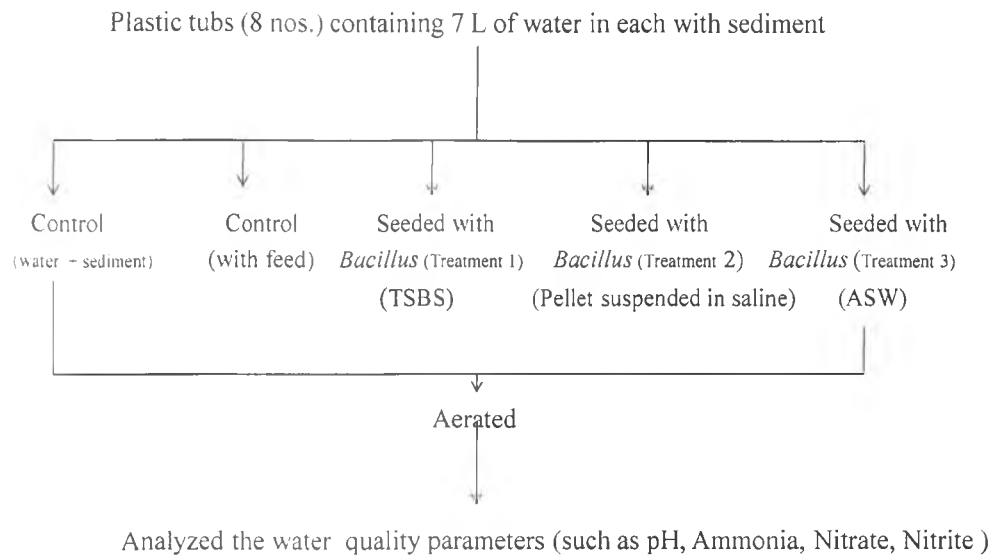 Plastic tubs (8 nos.) containing 7 L of water in each with sediment
Control
(water + sediment)
Control
(with feed)
Seeded with
Bacillus (Treatment 1)
(TSBS)
Seeded with
Bacillus (Treatment 2)
(Pellet suspended in saline)
Seeded with
Bacillus (Treatment 3)
(ASW)
Aerated
Analyzed the water quality parameters (such as pH, Ammonia, Nitrate, Nitrite )